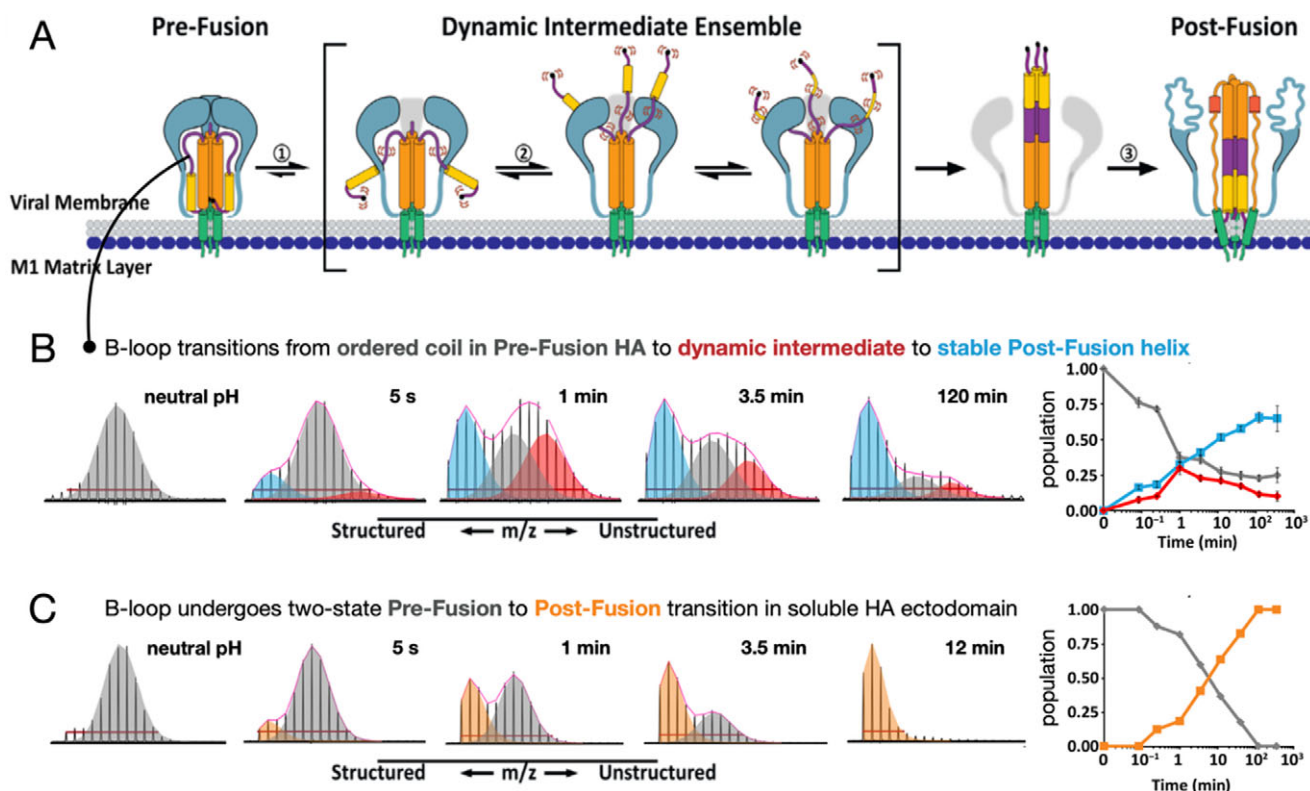 A
Pre-Fusion
Dynamic Intermediate Ensemble
Post-Fusion
①
②
③
Viral Membrane
M1 Matrix Layer
B
B-loop transitions from ordered coil in Pre-Fusion HA to dynamic intermediate to stable Post-Fusion helix
neutral pH
5 s
1 min
3.5 min
120 min
Structured
m/z
Unstructured
population
1.00
0.75
0.50
0.25
0.00
0
10⁻¹
1
10
10²
10³
Time (min)
C
B-loop undergoes two-state Pre-Fusion to Post-Fusion transition in soluble HA ectodomain
neutral pH
5 s
1 min
3.5 min
12 min
Structured
m/z
Unstructured
population
1.00
0.75
0.50
0.25
0.00
0
10⁻¹
1
10
10²
10³
Time (min)